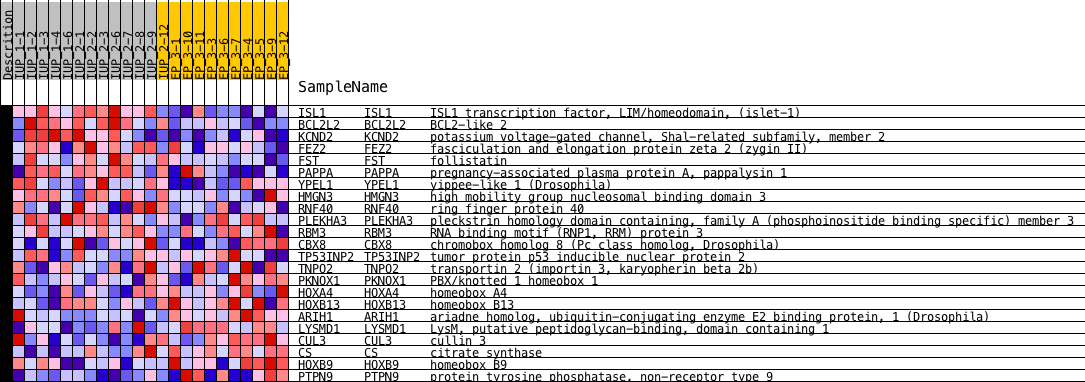 Descrition
IUP_1-1
IUP_1-2
IUP_1-3
IUP_1-4
IUP_1-6
IUP_2-1
IUP_2-2
IUP_2-3
IUP_2-6
IUP_2-7
IUP_2-8
IUP_2-9
IUP_2-12
EP_3-1
EP_3-10
EP_3-11
EP_3-3
EP_3-6
EP_3-7
EP_3-4
EP_3-5
EP_3-9
EP_3-12
SampleName
ISL1 ISL1 ISL1 transcription factor, LIM/homeodomain, (islet-1)
BCL2L2 BCL2L2 BCL2-like 2
KCND2 KCND2 potassium voltage-gated channel, Shal-related subfamily, member 2
FEZ2 FEZ2 fasciculation and elongation protein zeta 2 (zygin II)
FST FST follistatin
PAPPA PAPPA pregnancy-associated plasma protein A, pappalysin 1
YPEL1 YPEL1 yippee-like 1 (Drosophila)
HMGN3 HMGN3 high mobility group nucleosomal binding domain 3
RNF40 RNF40 ring finger protein 40
PLEKHA3 PLEKHA3 pleckstrin homology domain containing, family A (phosphoinositide binding specific) member 3
RBM3 RBM3 RNA binding motif (RNP1, RRM) protein 3
CBX8 CBX8 chromobox homolog 8 (Pc class homolog, Drosophila)
TP53INP2 TP53INP2 tumor protein p53 inducible nuclear protein 2
TNPO2 TNPO2 transportin 2 (importin 3, karyopherin beta 2b)
PKNOX1 PKNOX1 PBX/knotted 1 homeobox 1
HOXA4 HOXA4 homeobox A4
HOXB13 HOXB13 homeobox B13
ARIH1 ARIH1 ariadne homolog, ubiquitin-conjugating enzyme E2 binding protein, 1 (Drosophila)
LYSMD1 LYSMD1 LysM, putative peptidoglycan-binding, domain containing 1
CUL3 CUL3 cullin 3
CS CS citrate synthase
HOXB9 HOXB9 homeobox B9
PTPN9 PTPN9 protein tyrosine phosphatase, non-receptor type 9